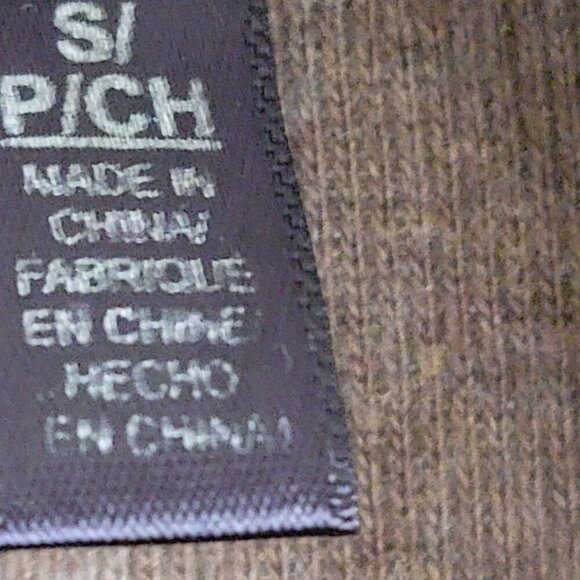 S/
P/CH
MADE IN
CHINA/
FABRIQUE
EN CHINE/
HECHO
EN CHINA/